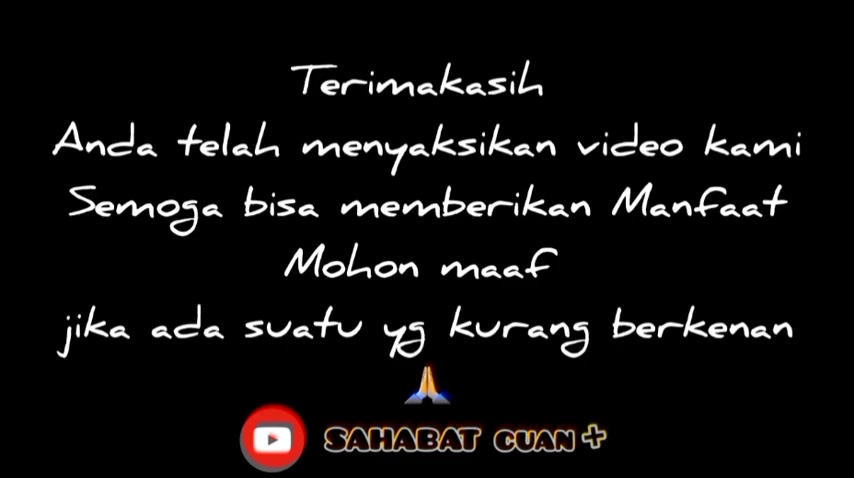 Terimakasih
Anda telah menyaksikan video kami
Semoga bisa memberikan Manfaat
Mohon maaf
jika ada suatu yg kurang berkenan
SAHABAT CUAN +